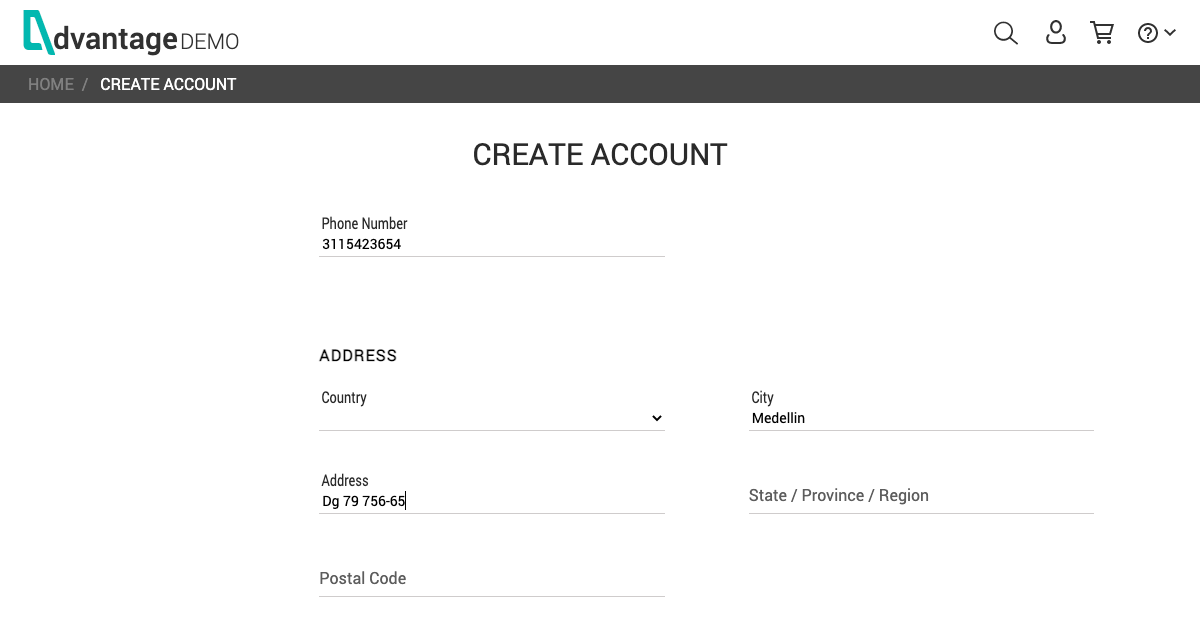 dvantage DEMO
HOME / CREATE ACCOUNT
CREATE ACCOUNT
Phone Number
3115423654
ADDRESS
Country
City
Medellin
Address
Dg 79 756-65
State / Province / Region
Postal Code